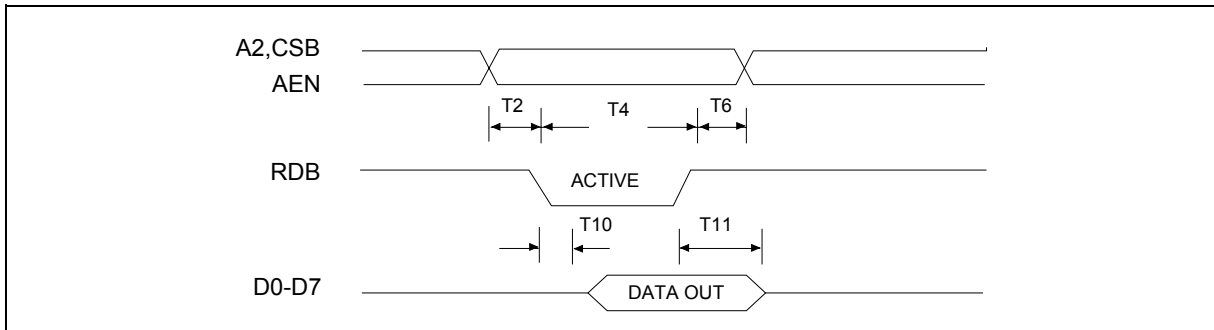 A2,CSB
AEN
T2
T4
T6
RDB
ACTIVE
T10
T11
D0-D7
DATA OUT